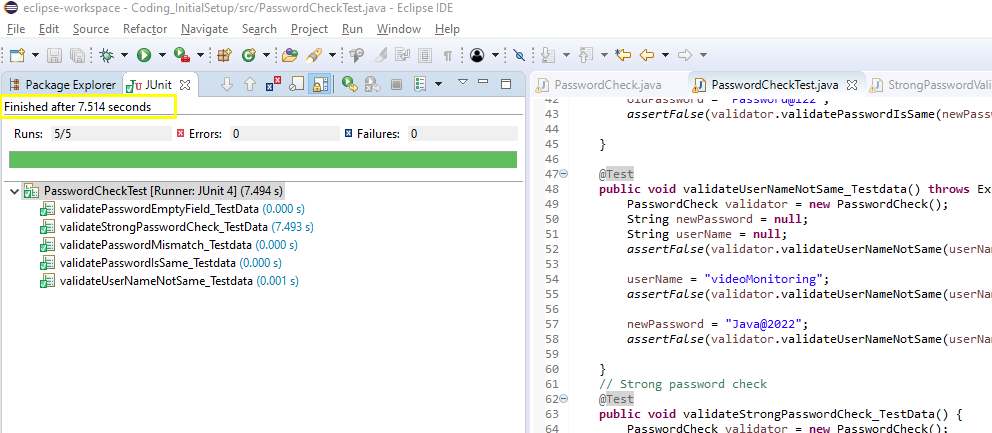 eclipse-workspace - Coding_InitialSetup/src/PasswordCheckTest.java - Eclipse IDE
File Edit Source Refactor Navigate Search Project Run Window Help
Package Explorer JUnit
Finished after 7.514 seconds
Runs: 5/5 Errors: 0 Failures: 0
PasswordCheckTest [Runner: JUnit 4] (7.494 s)
validatePasswordEmptyField_TestData (0.000 s)
validateStrongPasswordCheck_TestData (7.493 s)
validatePasswordMismatch_Testdata (0.000 s)
validatePasswordIsSame_Testdata (0.000 s)
validateUserNameNotSame_Testdata (0.001 s)
PasswordCheck.java PasswordCheckTest.java StrongPasswordVali
42 oldPassword = "Password@122";
43 assertFalse(validator.validatePasswordIsSame(newPassw
44
45 }
46
47 @Test
48 public void validateUserNameNotSame_Testdata() throws Ex
49 PasswordCheck validator = new PasswordCheck();
50 String newPassword = null;
51 String userName = null;
52 assertFalse(validator.validateUserNameNotSame(userNa
53
54 userName = "videoMonitoring";
55 assertFalse(validator.validateUserNameNotSame(userNa
56
57 newPassword = "Java@2022";
58 assertFalse(validator.validateUserNameNotSame(userNa
59
60 }
61 // Strong password check
62 @Test
63 public void validateStrongPasswordCheck_TestData() {
64 PasswordCheck validator = new PasswordCheck();